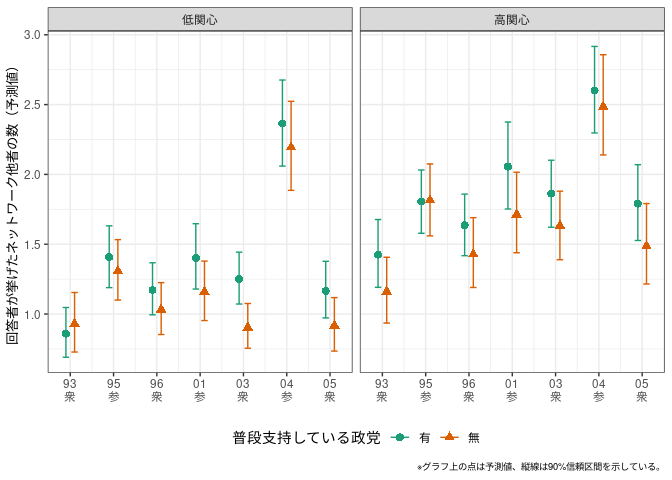 低関心
高関心
回答者が挙げたネットワーク他者の数（予測値）
3.0
2.5
2.0
1.5
1.0
93
衆
95
参
96
衆
01
参
03
衆
04
参
05
衆
93
衆
95
参
96
衆
01
参
03
衆
04
参
05
衆
普段支持している政党 有 無
※グラフ上の点は予測値、縦線は90%信頼区間を示している。